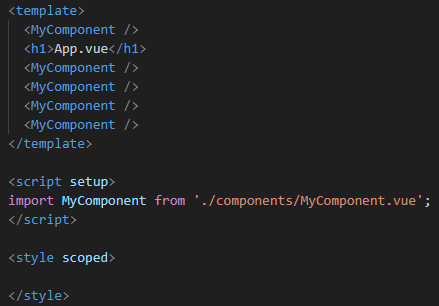 <template>
  <MyComponent />
  <h1>App.vue</h1>
  <MyComponent />
  <MyComponent />
  <MyComponent />
  <MyComponent />
</template>

<script setup>
import MyComponent from './components/MyComponent.vue';
</script>

<style scoped>

</style>